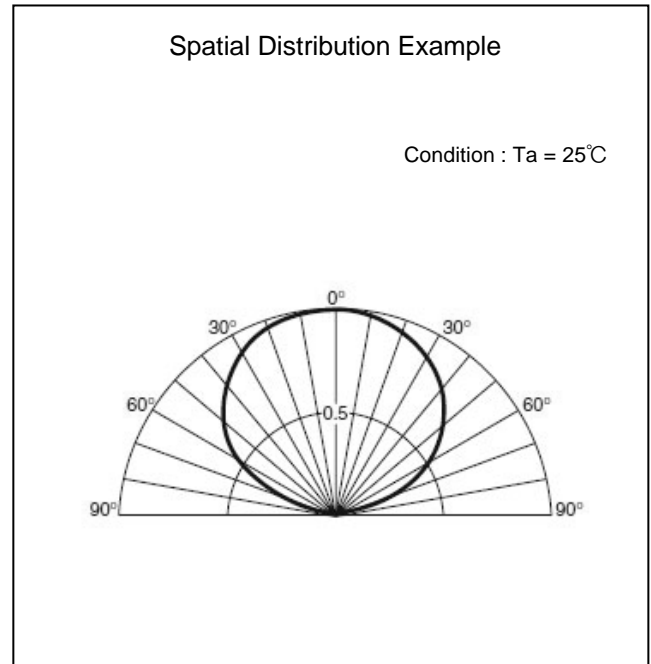 Spatial Distribution Example
Condition : Ta = 25℃
0°
30° 30°
60° 0.5 60°
90° 90°